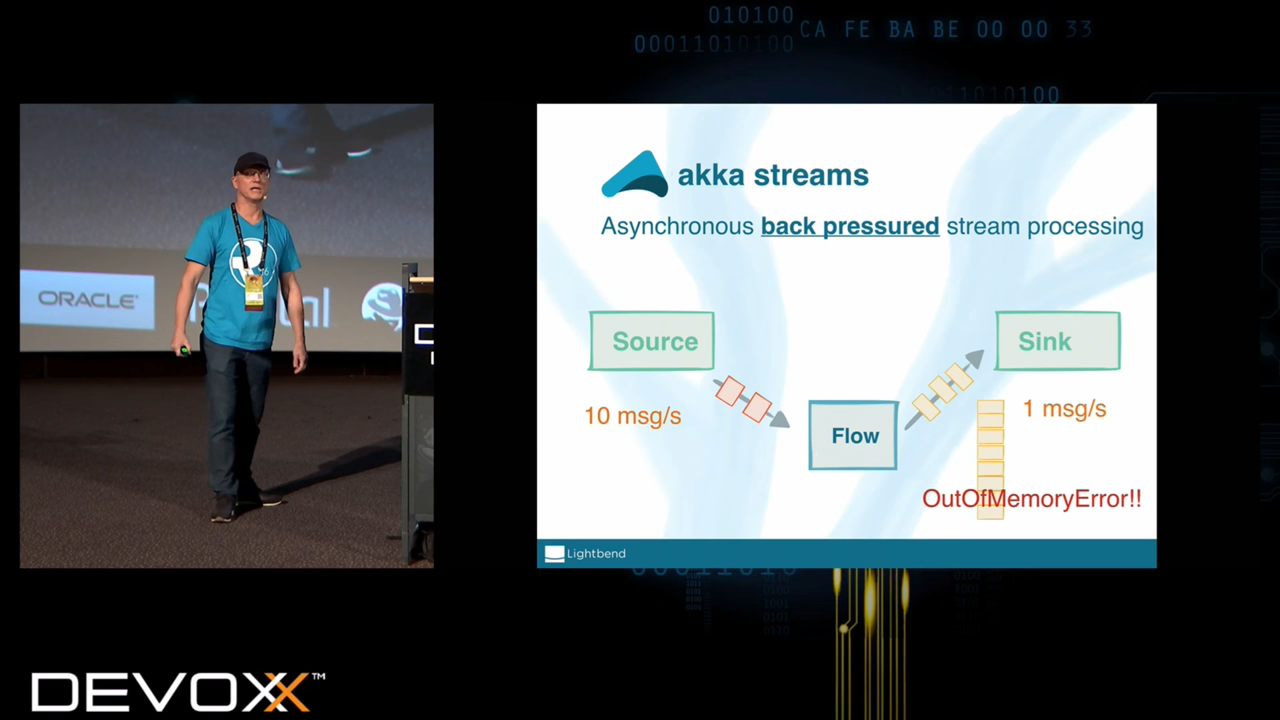 010100
00011010100
CA FE BA BE 00 00 33
1010100
ORACLE
akka streams
Asynchronous back pressured stream processing
Source
Sink
10 msg/s
1 msg/s
Flow
OutOfMemoryError!!
Lightbend
DEVOXX™